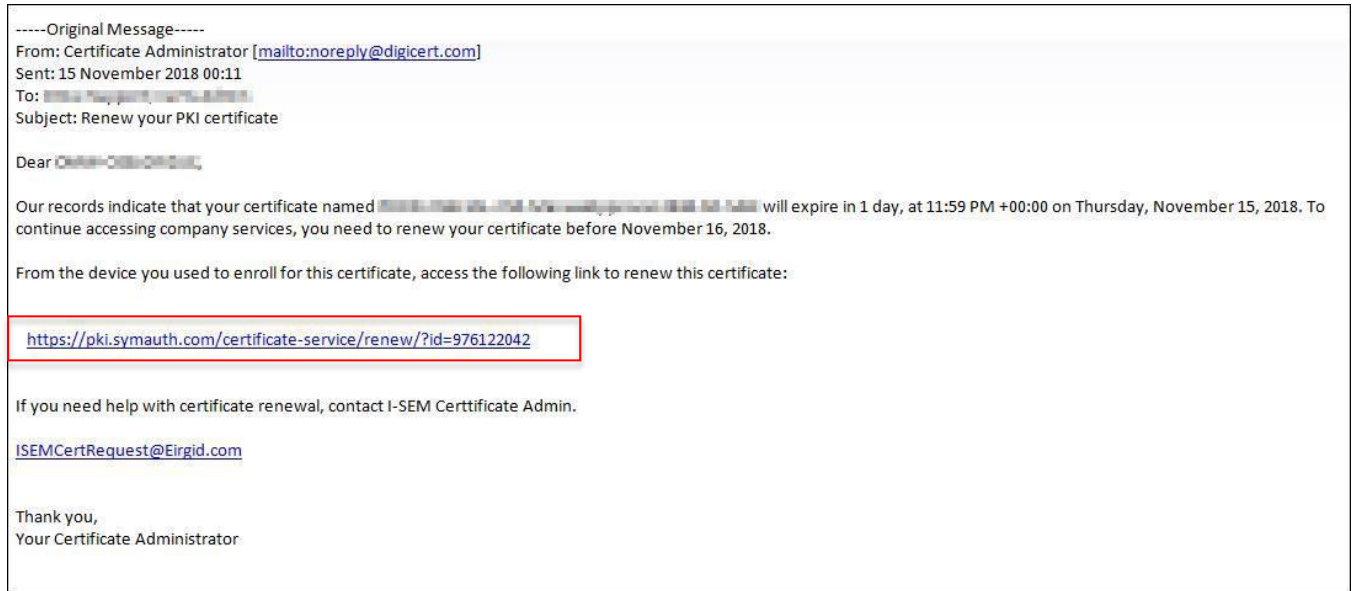 -----Original Message-----
From: Certificate Administrator [mailto:noreply@digicert.com]
Sent: 15 November 2018 00:11
To:
Subject: Renew your PKI certificate
Dear
Our records indicate that your certificate named will expire in 1 day, at 11:59 PM +00:00 on Thursday, November 15, 2018. To
continue accessing company services, you need to renew your certificate before November 16, 2018.
From the device you used to enroll for this certificate, access the following link to renew this certificate:
https://pki.symauth.com/certificate-service/renew/?id=976122042
If you need help with certificate renewal, contact I-SEM Certtificate Admin.
ISEMCertRequest@Eirgid.com
Thank you,
Your Certificate Administrator